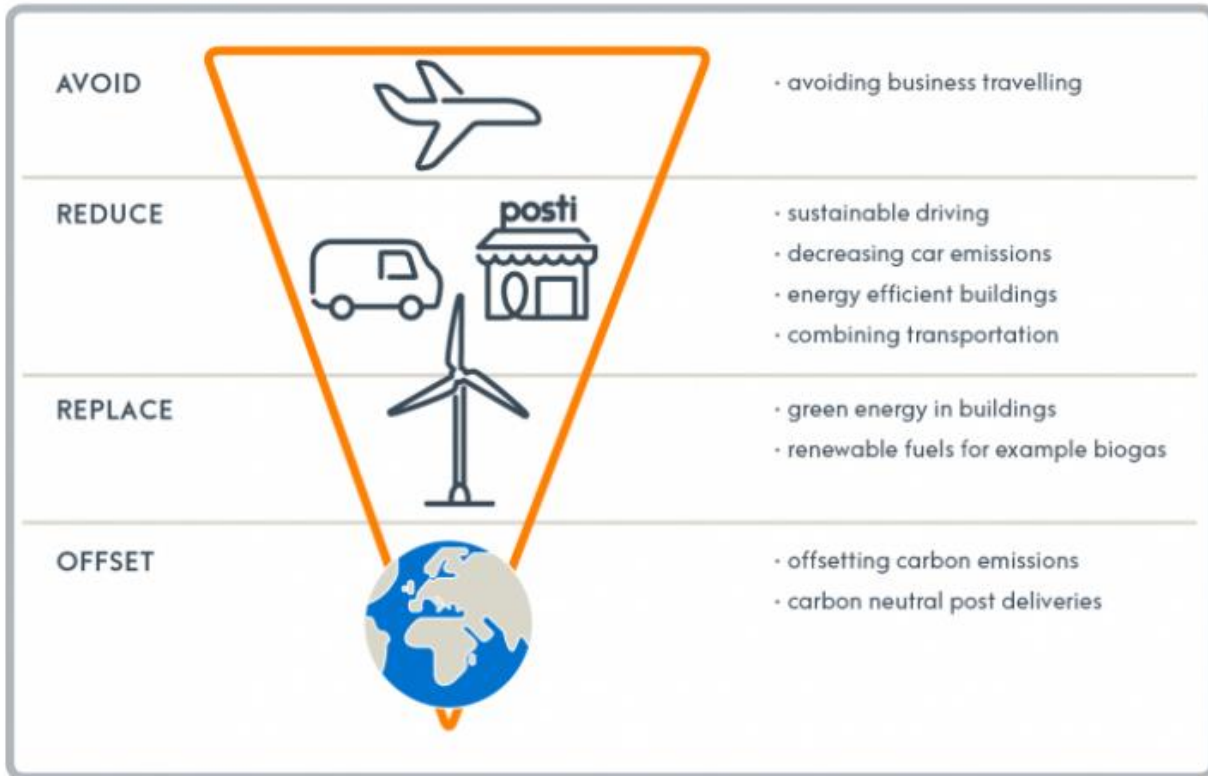 AVOID
· avoiding business travelling
REDUCE
posti
· sustainable driving
· decreasing car emissions
· energy efficient buildings
· combining transportation
REPLACE
· green energy in buildings
· renewable fuels for example biogas
OFFSET
· offsetting carbon emissions
· carbon neutral post deliveries